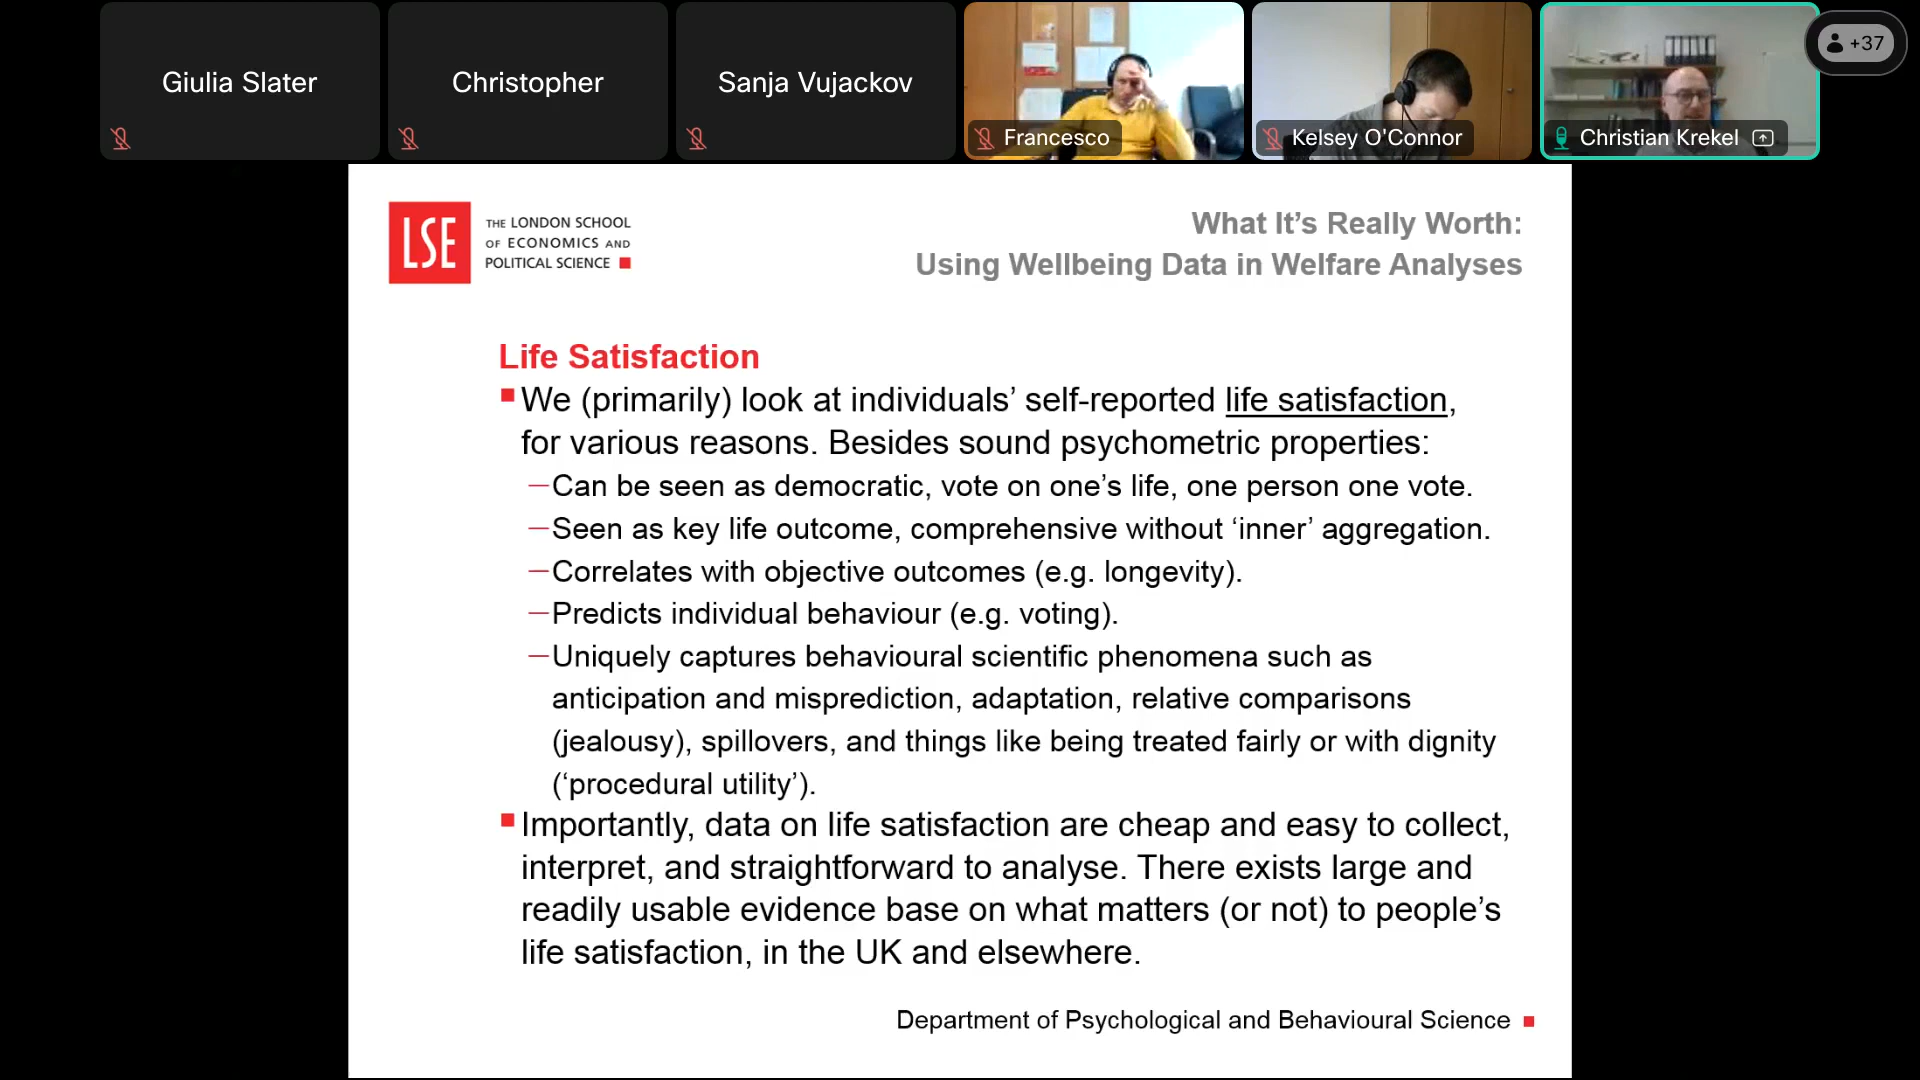 Giulia Slater
Christopher
Sanja Vujackov
Francesco
Kelsey O'Connor
Christian Krekel
+37
LSE
THE LONDON SCHOOL
OF ECONOMICS AND
POLITICAL SCIENCE
What It’s Really Worth:
Using Wellbeing Data in Welfare Analyses
Life Satisfaction
We (primarily) look at individuals’ self-reported life satisfaction,
for various reasons. Besides sound psychometric properties:
—Can be seen as democratic, vote on one’s life, one person one vote.
—Seen as key life outcome, comprehensive without ‘inner’ aggregation.
—Correlates with objective outcomes (e.g. longevity).
—Predicts individual behaviour (e.g. voting).
—Uniquely captures behavioural scientific phenomena such as
anticipation and misprediction, adaptation, relative comparisons
(jealousy), spillovers, and things like being treated fairly or with dignity
(‘procedural utility’).
Importantly, data on life satisfaction are cheap and easy to collect,
interpret, and straightforward to analyse. There exists large and
readily usable evidence base on what matters (or not) to people’s
life satisfaction, in the UK and elsewhere.
Department of Psychological and Behavioural Science